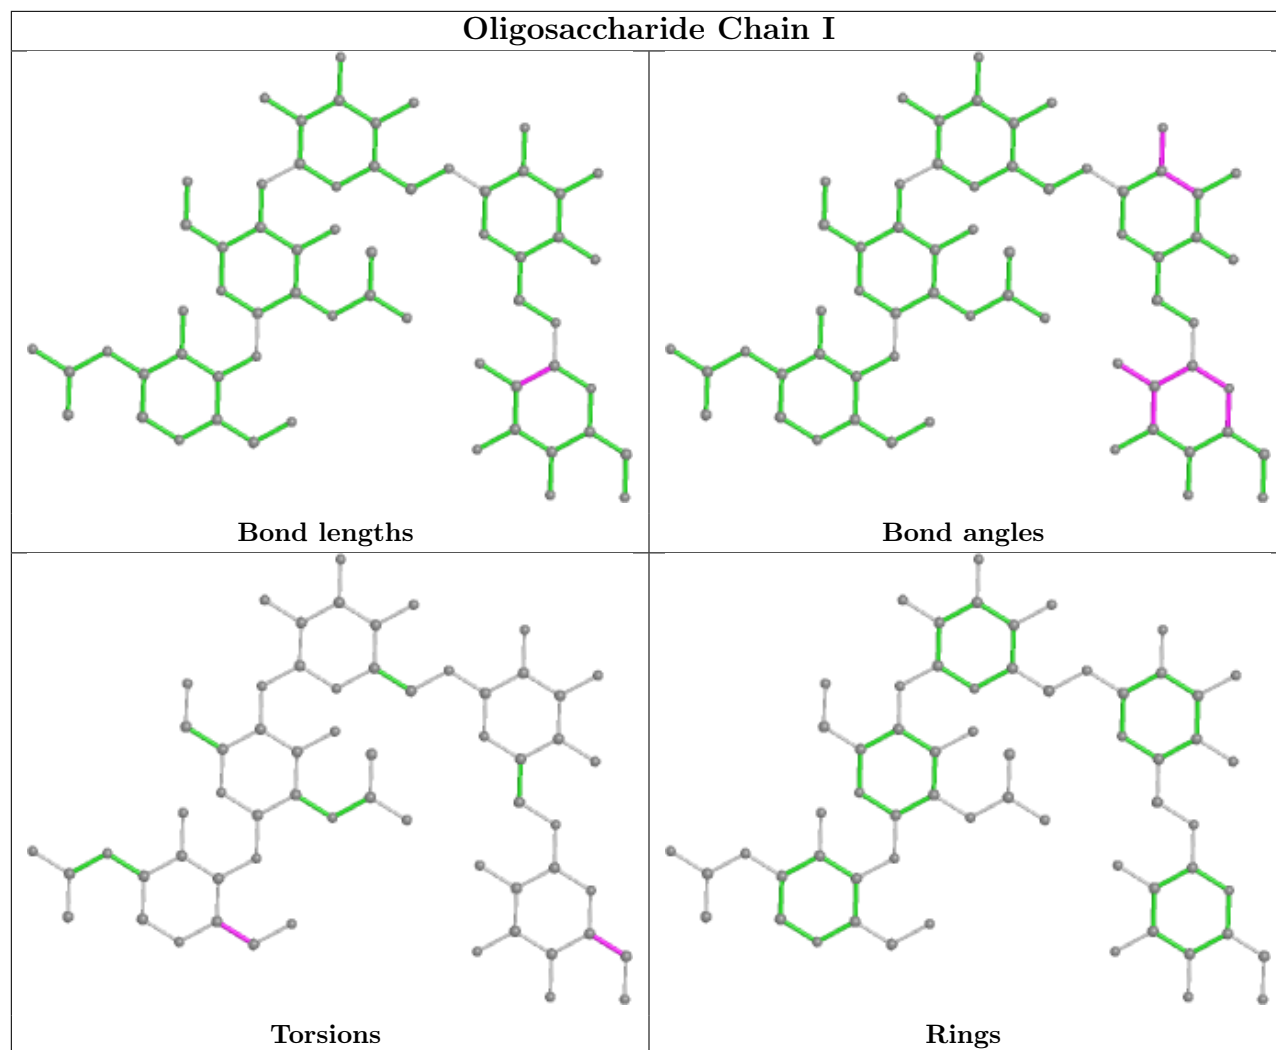 Oligosaccharide Chain I
Bond lengths
Bond angles
Torsions
Rings